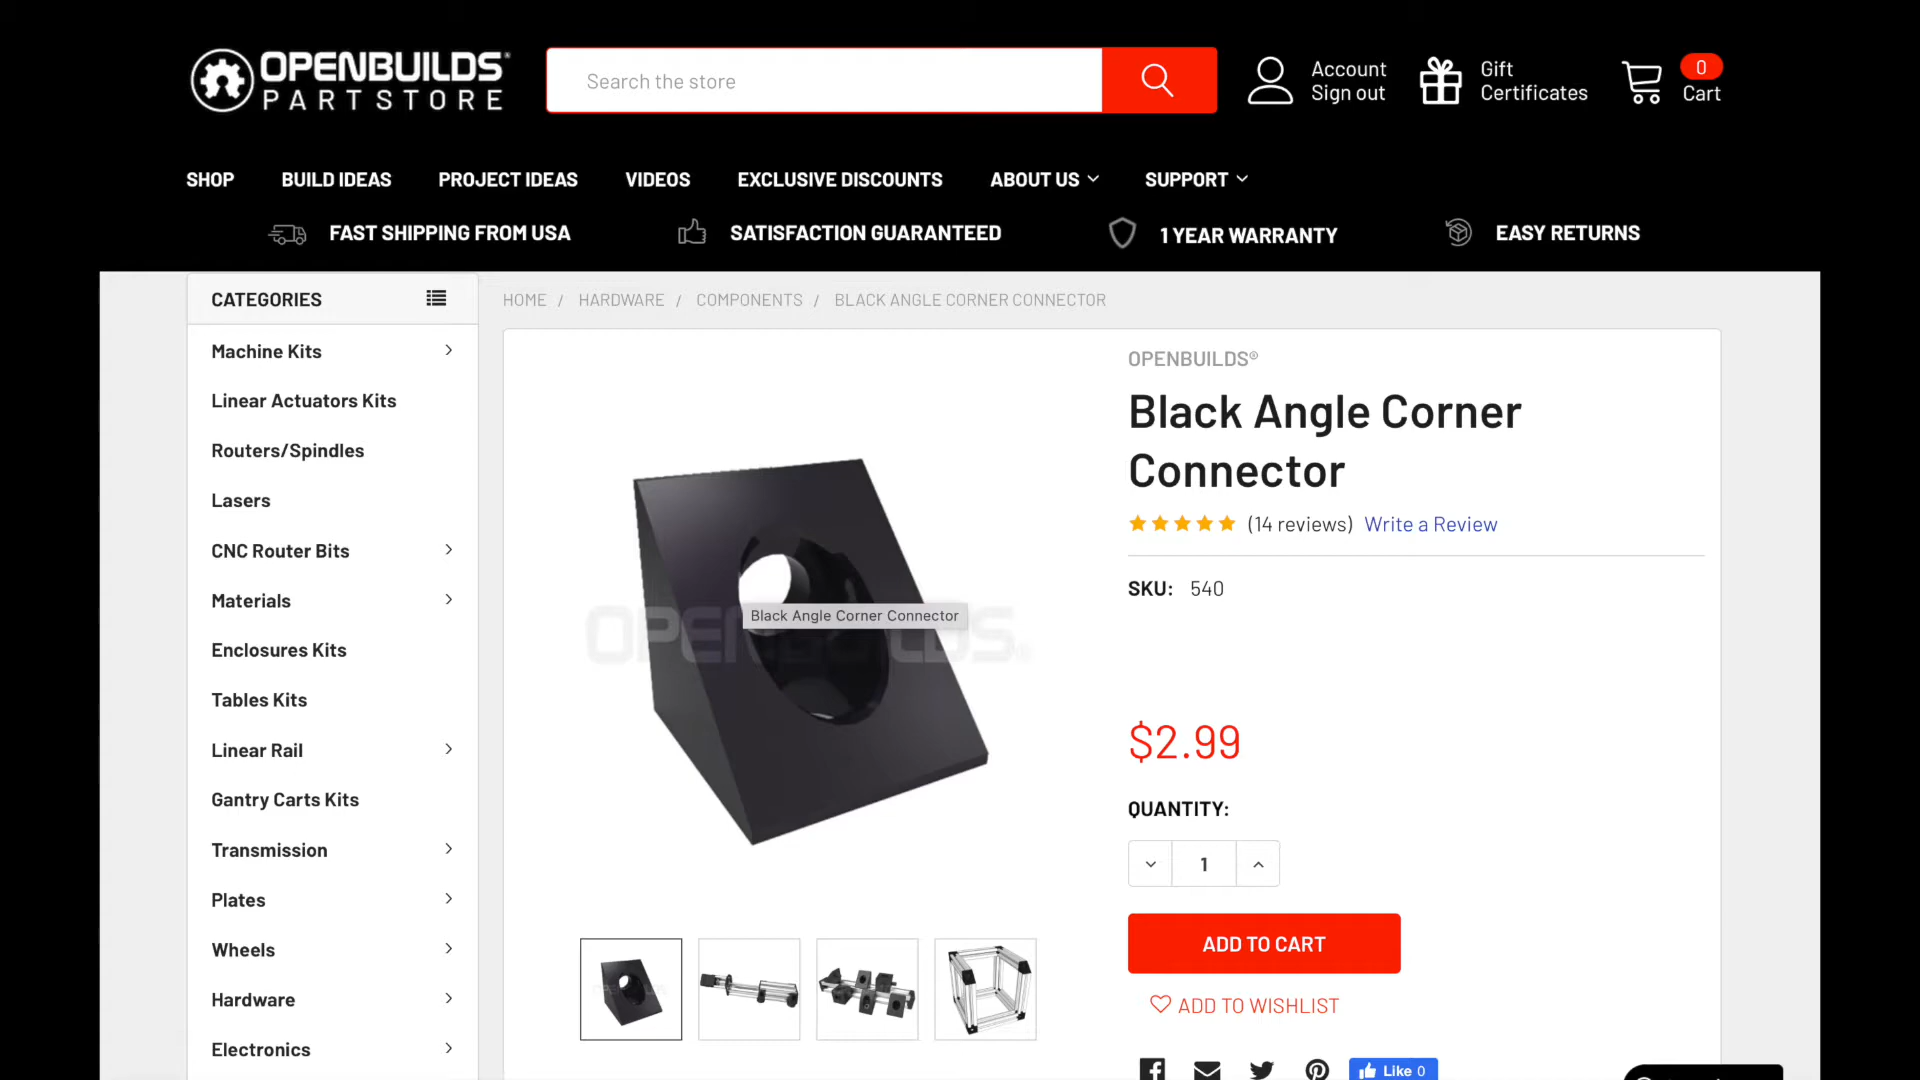 OPENBUILDS®
PART STORE
Search the store
Account
Sign out
Gift
Certificates
0
Cart
SHOP
BUILD IDEAS
PROJECT IDEAS
VIDEOS
EXCLUSIVE DISCOUNTS
ABOUT US
SUPPORT
FAST SHIPPING FROM USA
SATISFACTION GUARANTEED
1 YEAR WARRANTY
EASY RETURNS
CATEGORIES
Machine Kits
Linear Actuators Kits
Routers/Spindles
Lasers
CNC Router Bits
Materials
Enclosures Kits
Tables Kits
Linear Rail
Gantry Carts Kits
Transmission
Plates
Wheels
Hardware
Electronics
HOME / HARDWARE / COMPONENTS / BLACK ANGLE CORNER CONNECTOR
OPENBUILDS®
Black Angle Corner Connector
OPENBUILDS®
Black Angle Corner
Connector
(14 reviews) Write a Review
SKU: 540
$2.99
QUANTITY:
1
ADD TO CART
ADD TO WISHLIST
Like 0